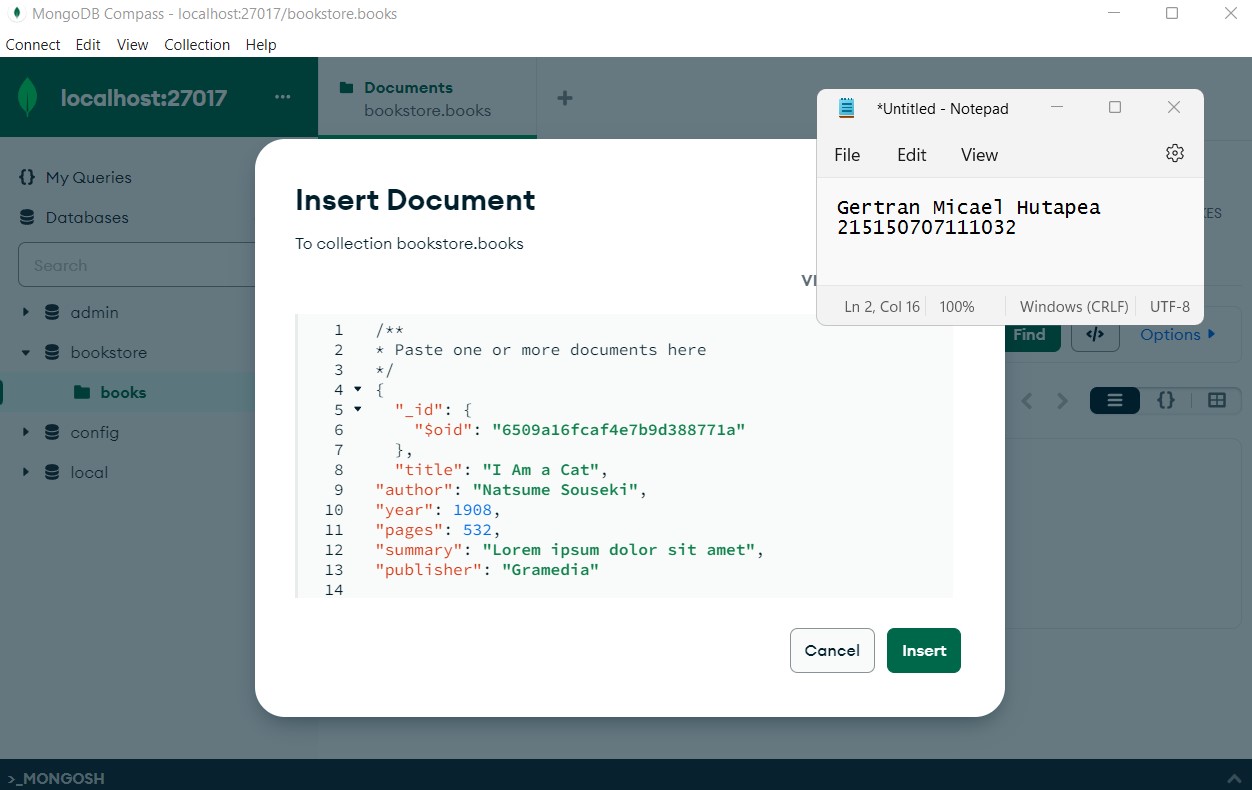 MongoDB Compass - localhost:27017/bookstore.books
Connect Edit View Collection Help
localhost:27017 ...
Documents
bookstore.books
+
My Queries
Databases
Search
admin
bookstore
books
config
local
Insert Document
To collection bookstore.books
VI
1 /**
2 * Paste one or more documents here
3 */
4 {
5 "_id": {
6 "$oid": "6509a16fcaf4e7b9d388771a"
7 },
8 "title": "I Am a Cat",
9 "author": "Natsume Souseki",
10 "year": 1908,
11 "pages": 532,
12 "summary": "Lorem ipsum dolor sit amet",
13 "publisher": "Gramedia"
14
Cancel Insert
*Untitled - Notepad
File Edit View
Gertran Micael Hutapea
215150707111032
Ln 2, Col 16 100% Windows (CRLF) UTF-8
ES
Find </> Options
{}
>_MONGOSH